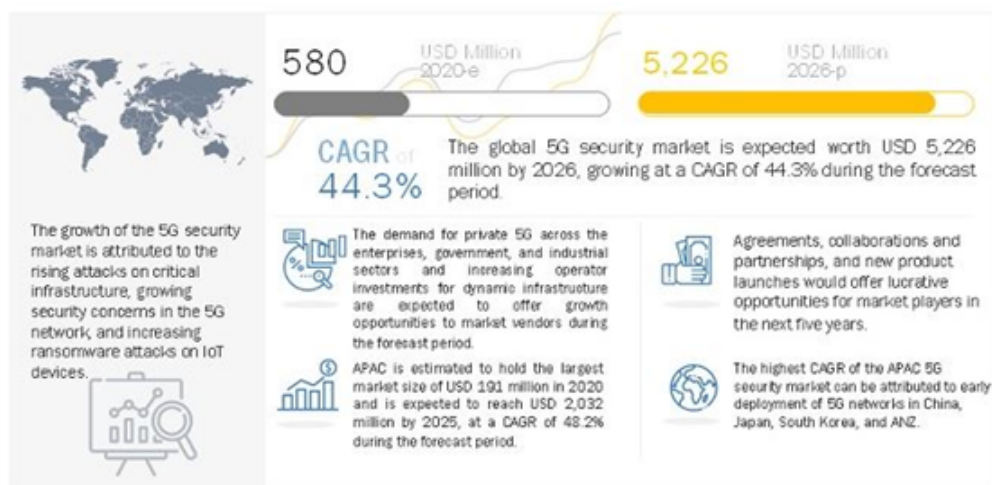 580
USD Million
2020-e
5,226
USD Million
2026-p
CAGR of
44.3%
The global 5G security market is expected worth USD 5,226
million by 2026, growing at a CAGR of 44.3% during the forecast
period.
The growth of the 5G security
market is attributed to the
rising attacks on critical
infrastructure, growing
security concerns in the 5G
network, and increasing
ransomware attacks on IoT
devices.
The demand for private 5G across the
enterprises, government, and industrial
sectors and increasing operator
investments for dynamic infrastructure
are expected to offer growth
opportunities to market vendors during
the forecast period.
Agreements, collaborations and
partnerships, and new product
launches would offer lucrative
opportunities for market players in
the next five years.
APAC is estimated to hold the largest
market size of USD 191 million in 2020
and is expected to reach USD 2,032
million by 2025, at a CAGR of 48.2%
during the forecast period.
The highest CAGR of the APAC 5G
security market can be attributed to early
deployment of 5G networks in China,
Japan, South Korea, and ANZ.